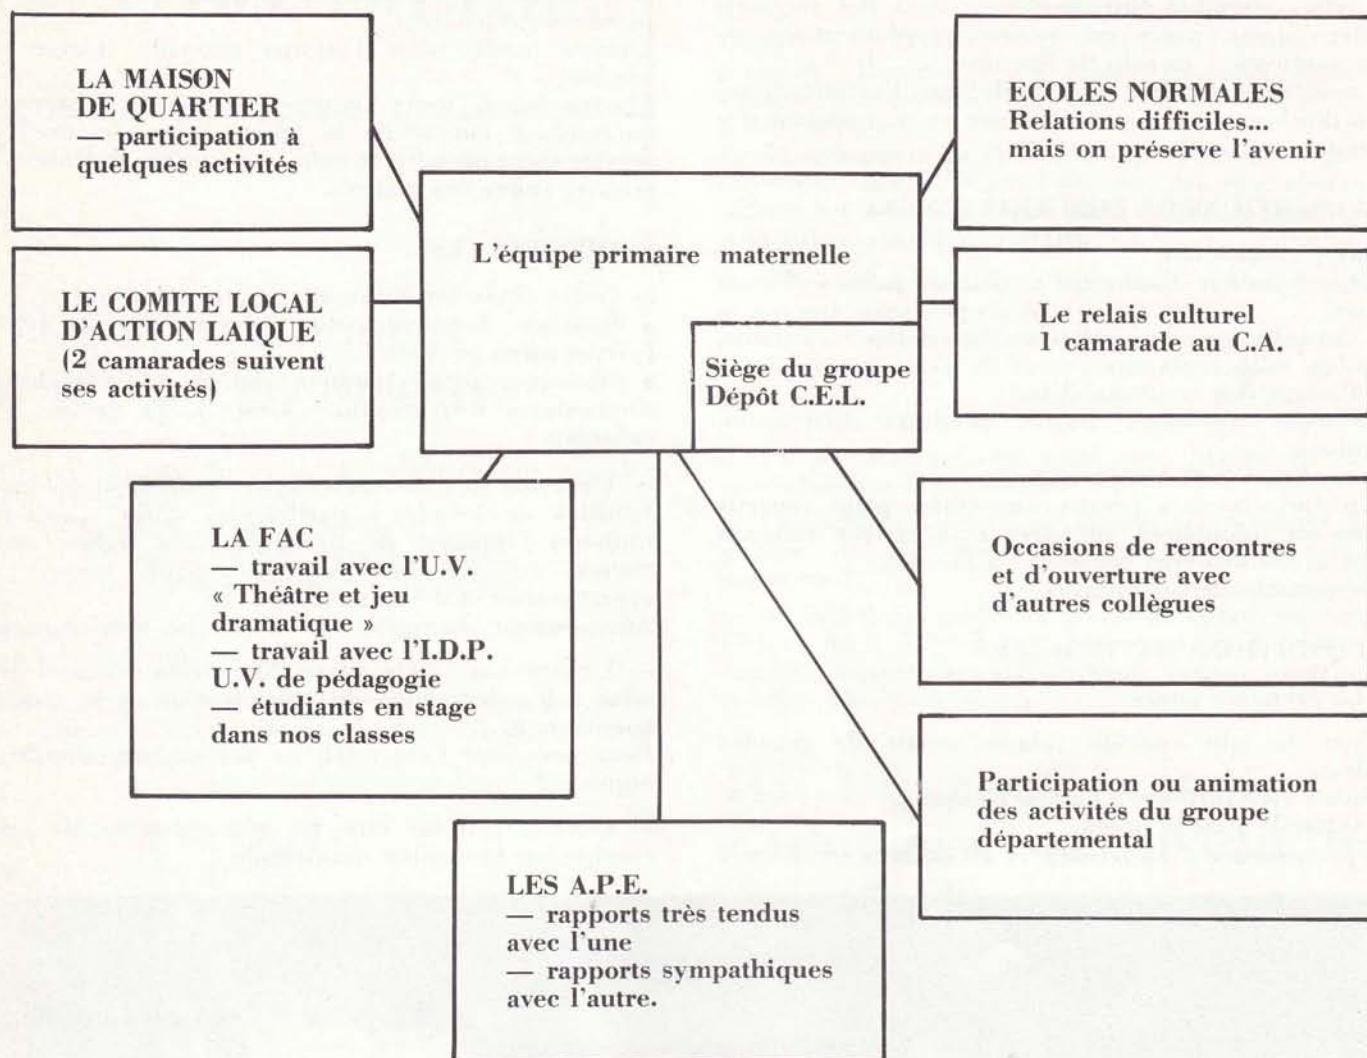 LA MAISON
DE QUARTIER
— participation à
quelques activités
ECOLES NORMALES
Relations difficiles...
mais on préserve l'avenir
L'équipe primaire maternelle
LE COMITE LOCAL
D'ACTION LAIQUE
(2 camarades suivent
ses activités)
Le relais culturel
1 camarade au C.A.
Siège du groupe
Dépôt C.E.L.
LA FAC
— travail avec l'U.V.
« Théâtre et jeu
dramatique »
— travail avec l'I.D.P.
U.V. de pédagogie
— étudiants en stage
dans nos classes
Occasions de rencontres
et d'ouverture avec
d'autres collègues
Participation ou animation
des activités du groupe
départemental
LES A.P.E.
— rapports très tendus
avec l'une
— rapports sympathiques
avec l'autre.